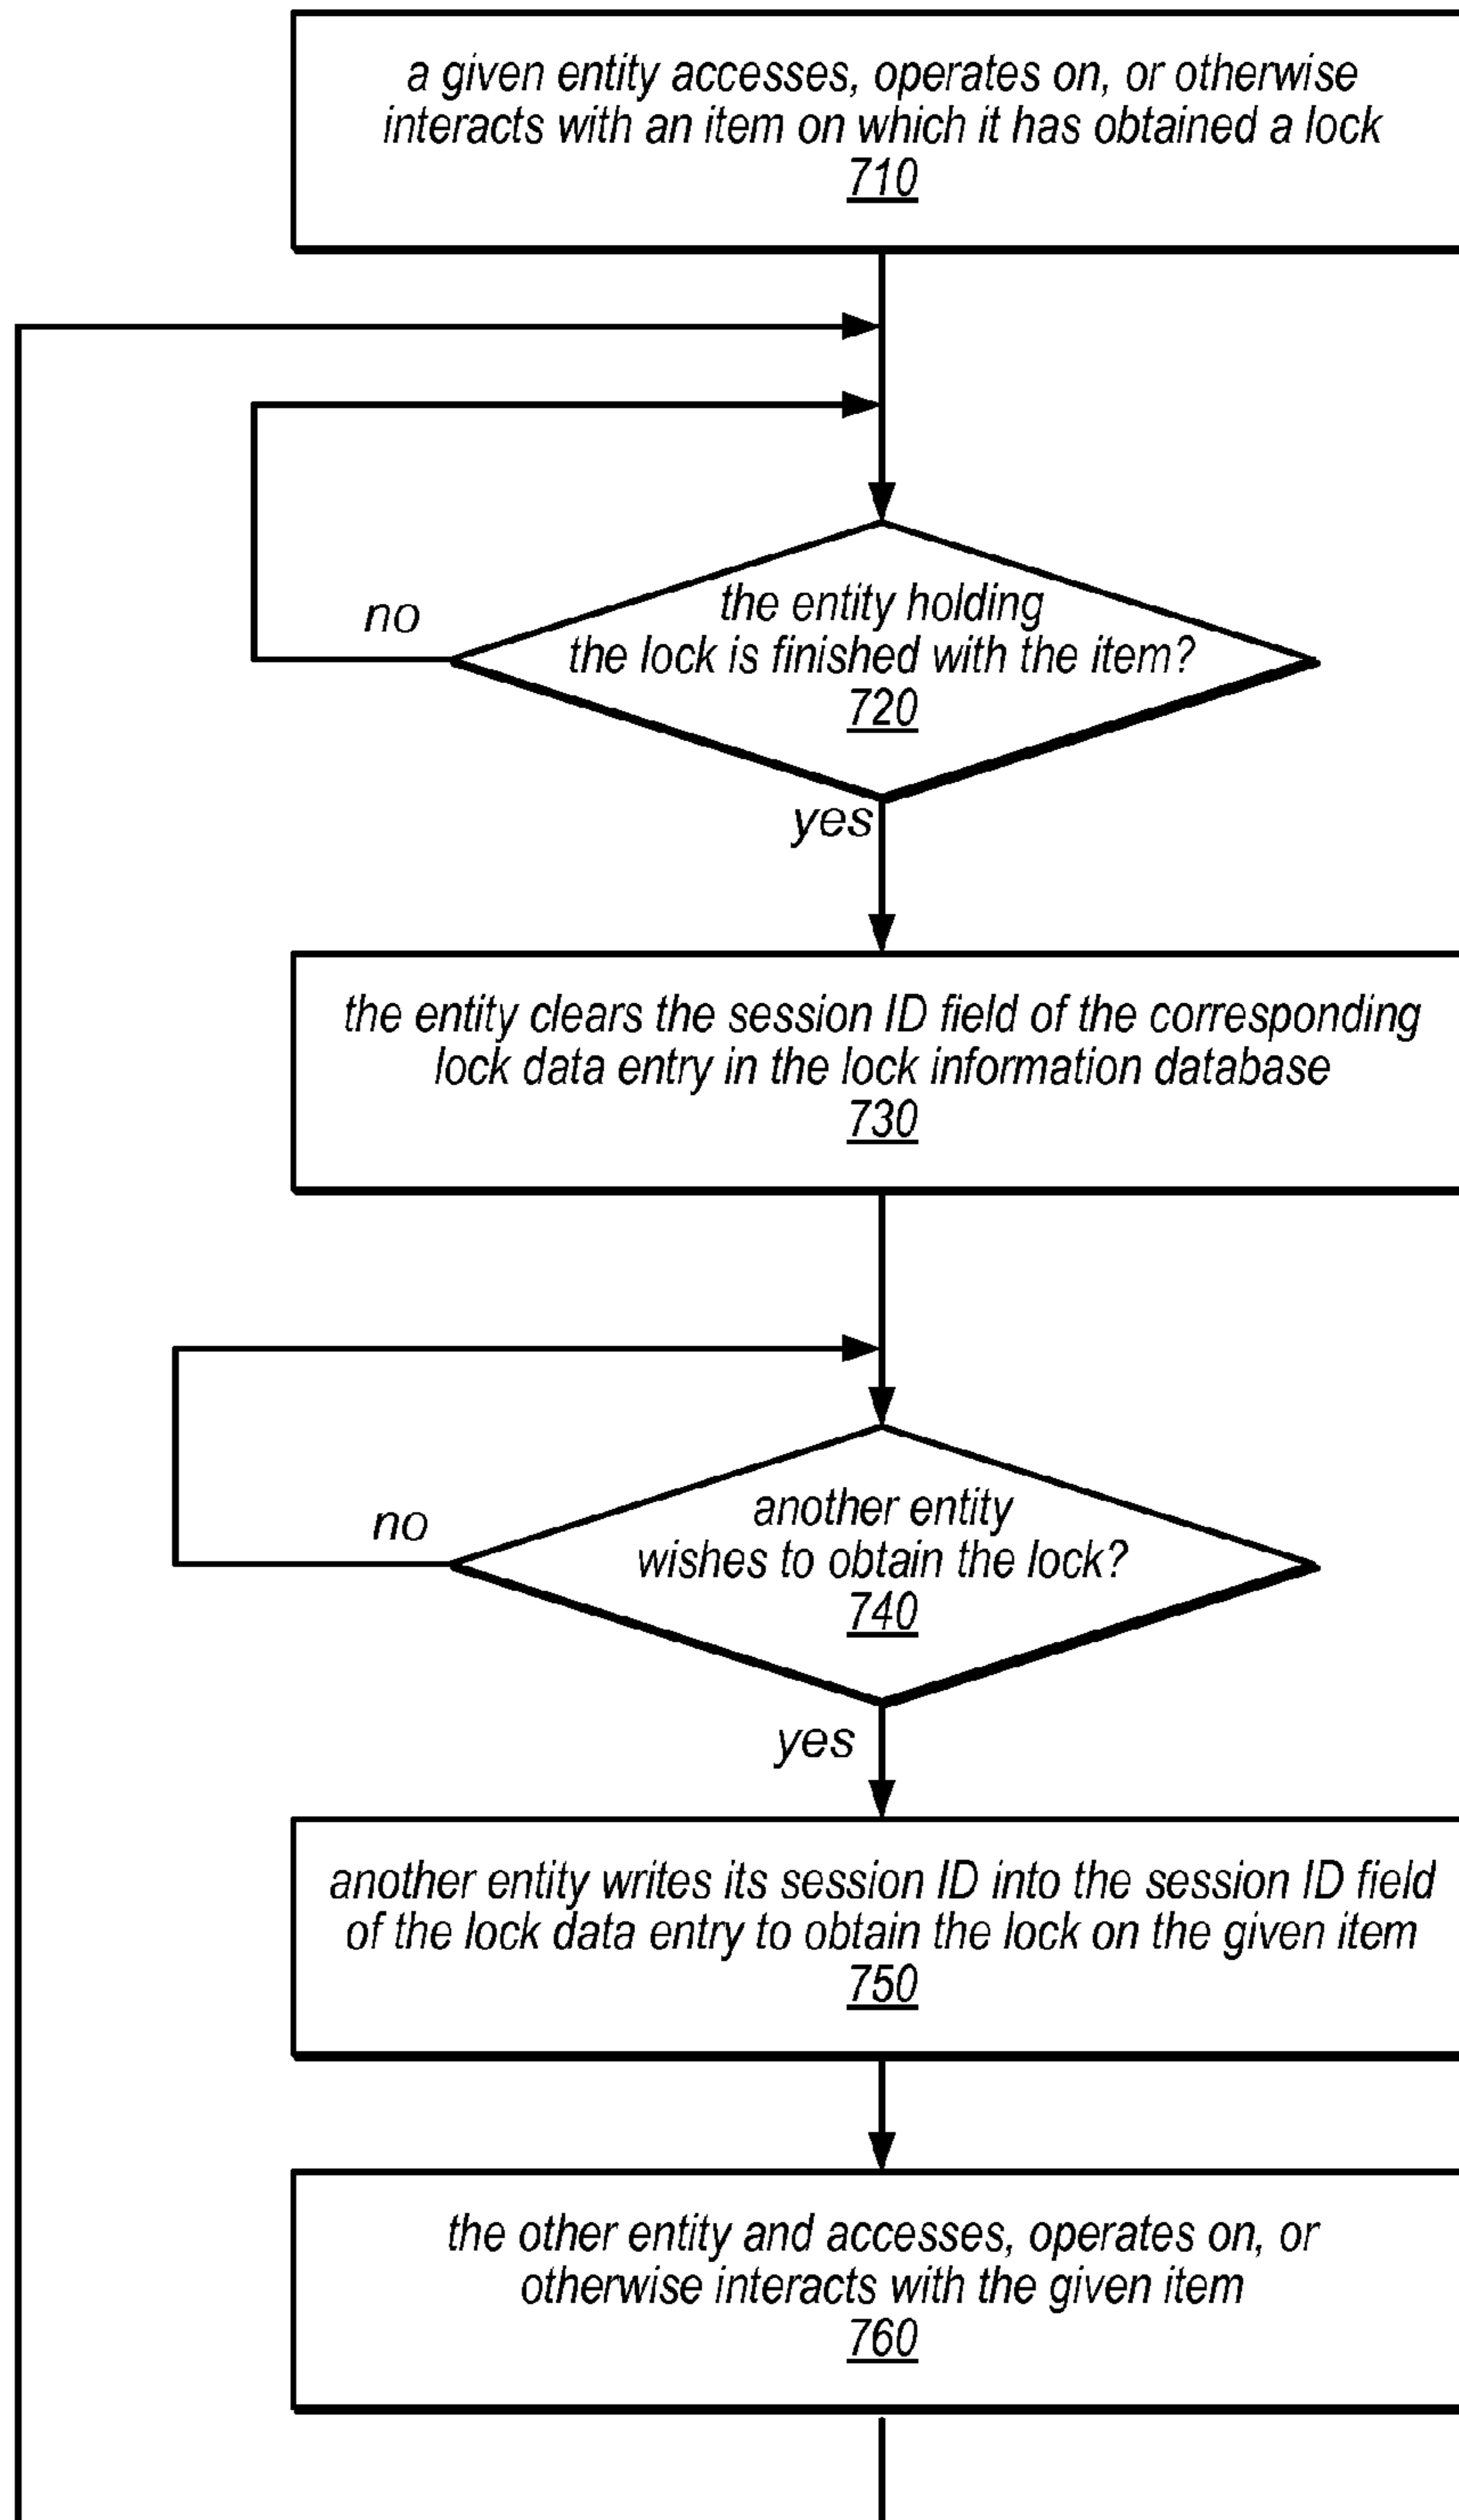 a given entity accesses, operates on, or otherwise
interacts with an item on which it has obtained a lock
710
no
the entity holding
the lock is finished with the item?
720
yes
the entity clears the session ID field of the corresponding
lock data entry in the lock information database
730
no
another entity
wishes to obtain the lock?
740
yes
another entity writes its session ID into the session ID field
of the lock data entry to obtain the lock on the given item
750
the other entity and accesses, operates on, or
otherwise interacts with the given item
760